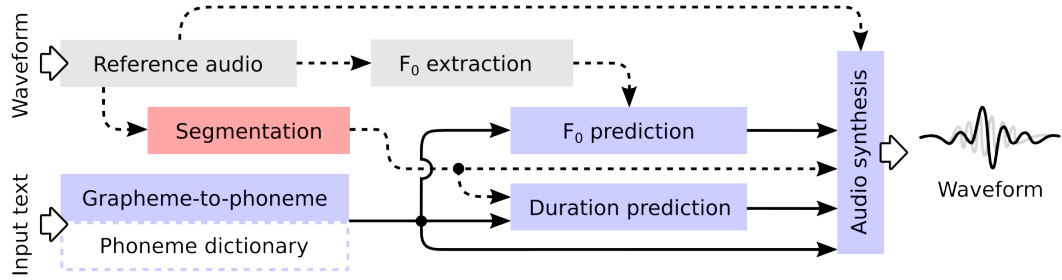 Waveform
Reference audio
F₀ extraction
Segmentation
F₀ prediction
Audio synthesis
Waveform
Input text
Grapheme-to-phoneme
Duration prediction
Phoneme dictionary